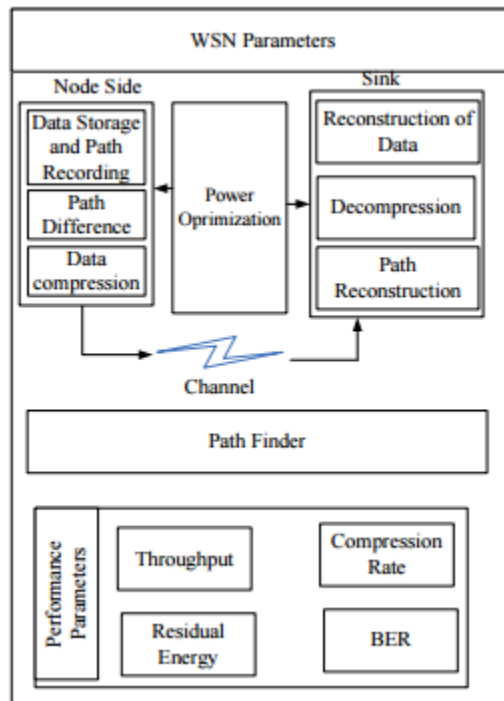 WSN Parameters
Node Side
Sink
Data Storage
and Path
Recording
Path
Difference
Data
compression
Power
Oprimization
Reconstruction of
Data
Decompression
Path
Reconstruction
Channel
Path Finder
Performance
Parameters
Throughput
Compression
Rate
Residual
Energy
BER